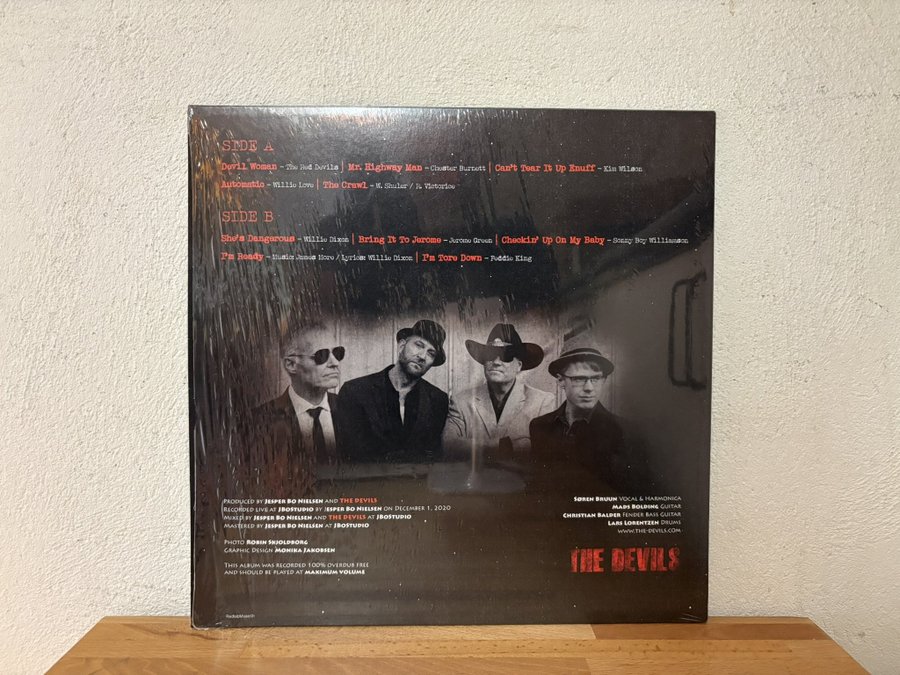 SIDE A
Devil Woman – The Red Devils | Mr. Highway Man – Chester Burnett | Can't Tear It Up Enuff – Kim Wilson
Automatic – Willie Love | The Crawl – W. Shuler / R. Victorice
SIDE B
She's Dangerous – Willie Dixon | Bring It To Jerome – Jerome Green | Checkin' Up On My Baby – Sonny Boy Williamson
I'm Ready – Music: James More / Lyrics: Willie Dixon | I'm Tore Down – Feddie King
Produced by Jesper Bo Nielsen and The Devils
Recorded live at JBoStudio by Jesper Bo Nielsen on December 1, 2020
Mixed by Jesper Bo Nielsen and The Devils at JBoStudio
Mastered by Jesper Bo Nielsen at JBoStudio
Photo Robin Skjoldborg
Graphic Design Monika Jakobsen
This album was recorded 100% overdub free
and should be played at maximum volume
Søren Bruun Vocal & Harmonica
Mads Bolding Guitar
Christian Balder Fender Bass Guitar
Lars Lorentzen Drums
www.the-devils.com
THE DEVILS